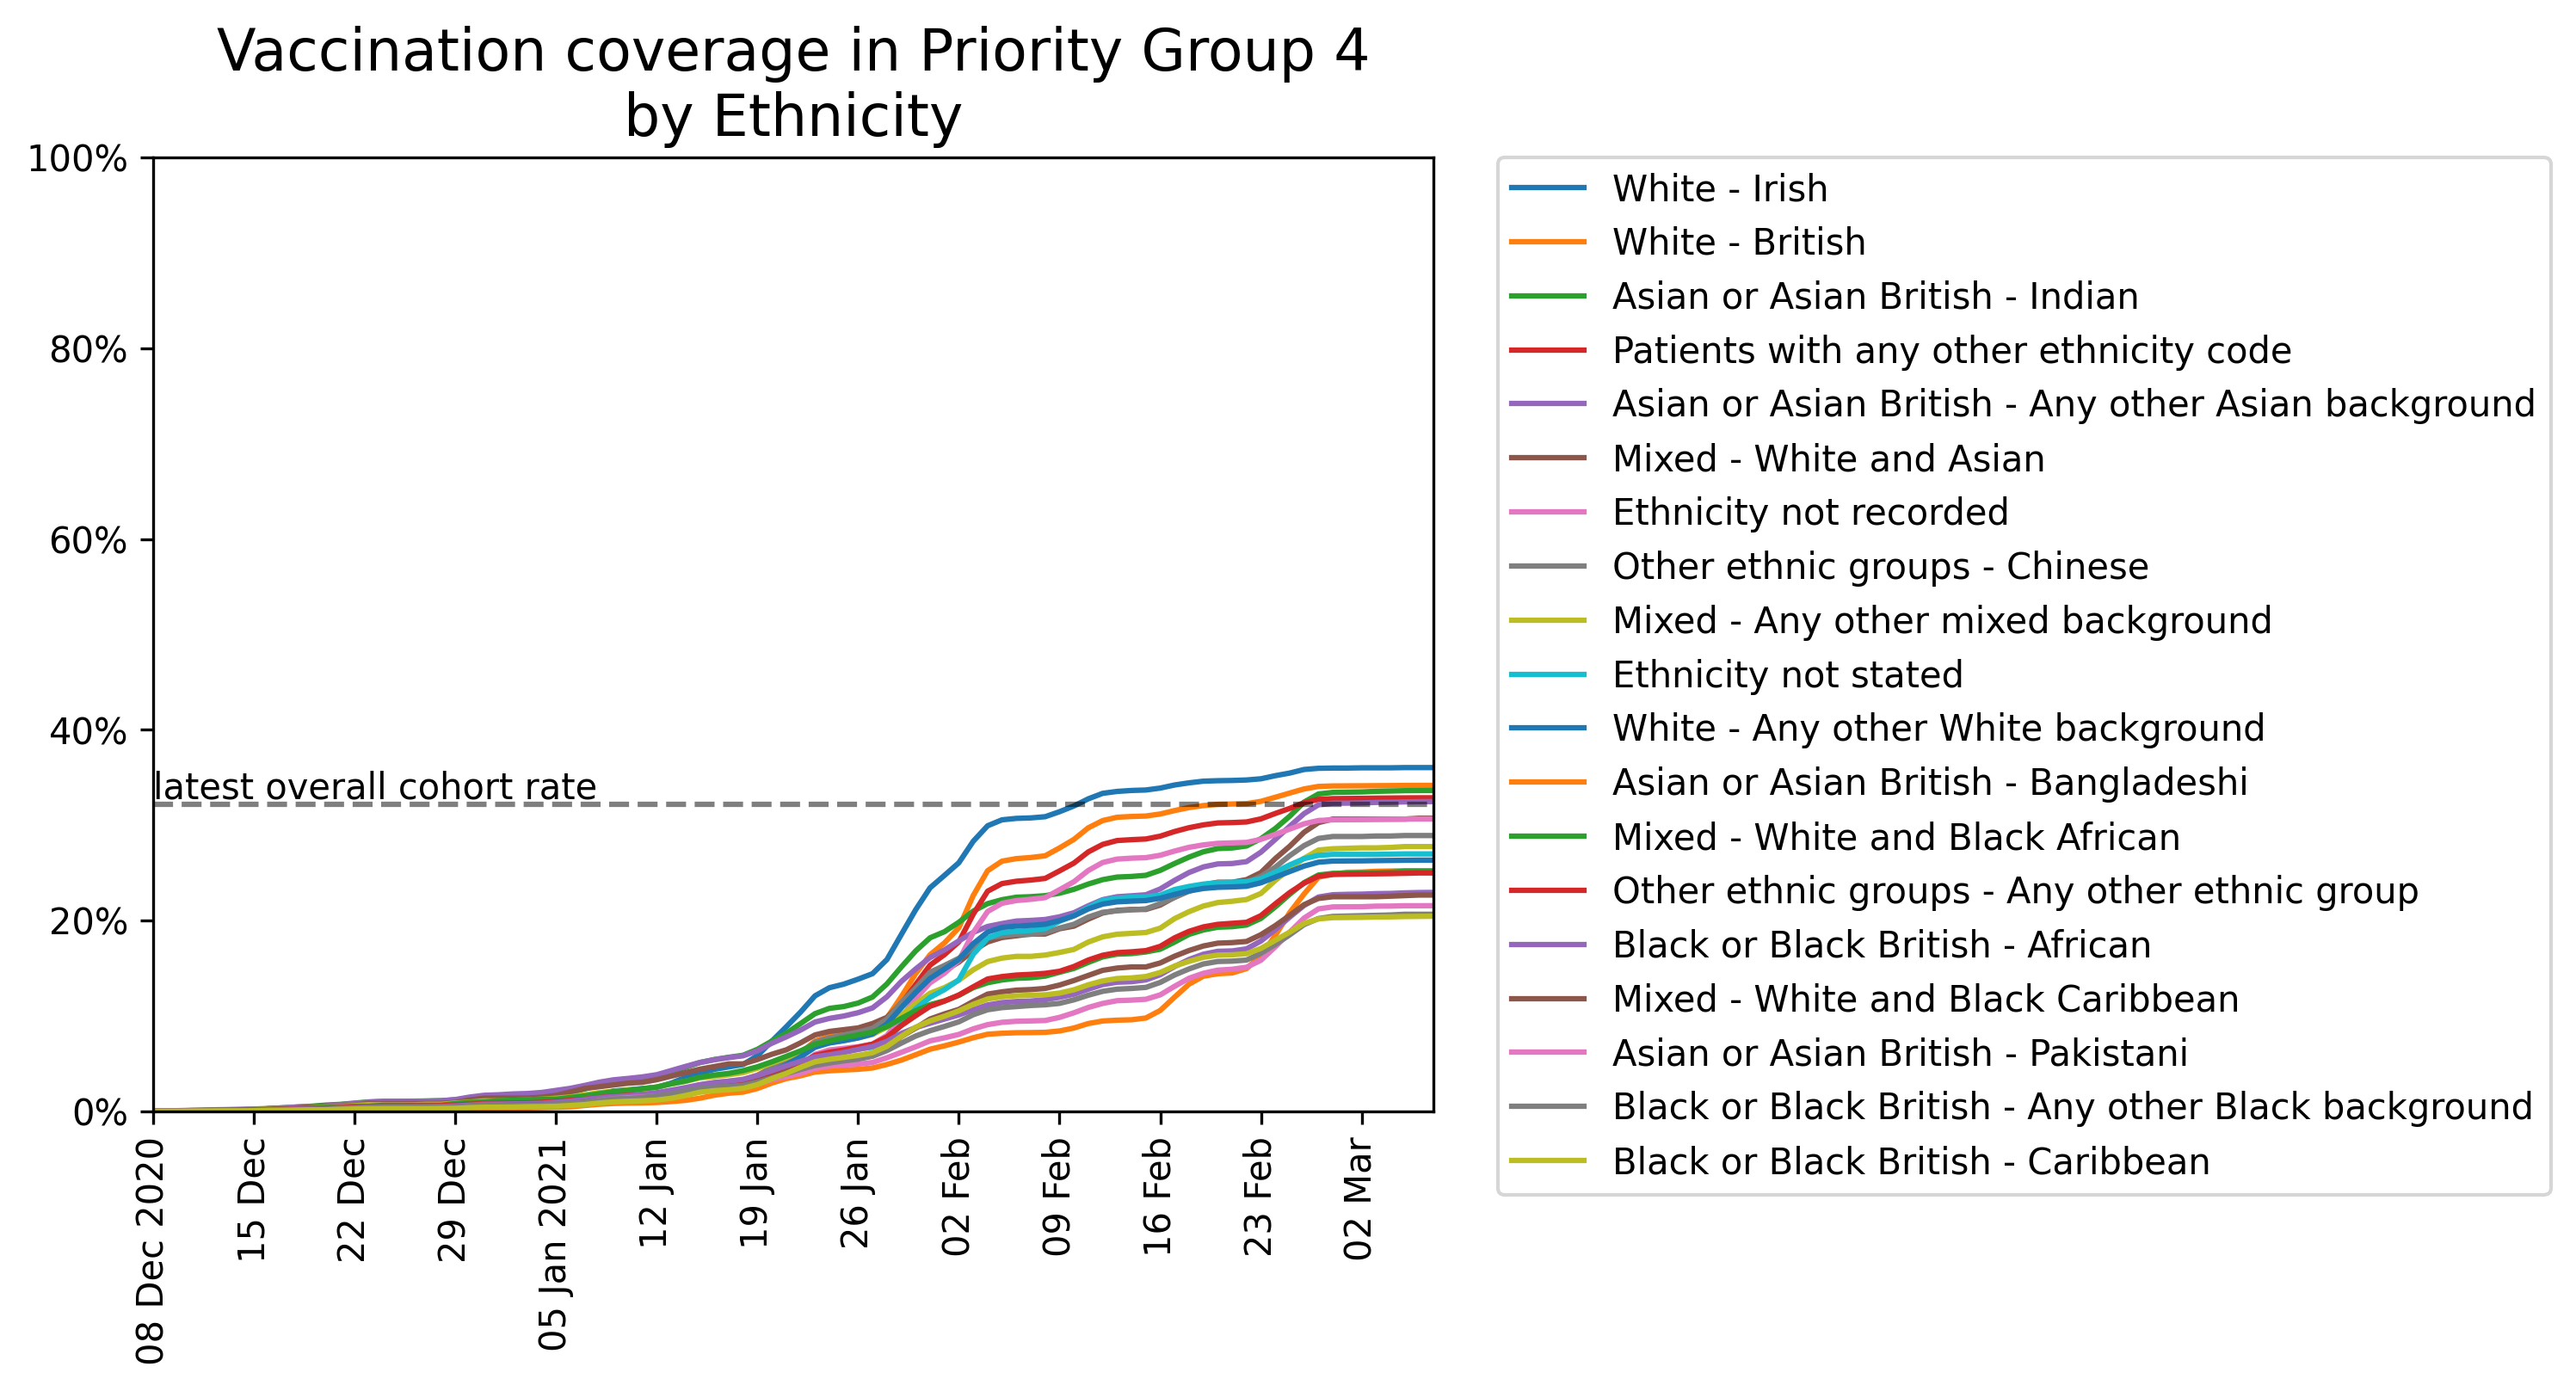 Vaccination coverage in Priority Group 4
by Ethnicity
100%
80%
60%
40%
20%
0%
latest overall cohort rate
08 Dec 2020
15 Dec
22 Dec
29 Dec
05 Jan 2021
12 Jan
19 Jan
26 Jan
02 Feb
09 Feb
16 Feb
23 Feb
02 Mar
White - Irish
White - British
Asian or Asian British - Indian
Patients with any other ethnicity code
Asian or Asian British - Any other Asian background
Mixed - White and Asian
Ethnicity not recorded
Other ethnic groups - Chinese
Mixed - Any other mixed background
Ethnicity not stated
White - Any other White background
Asian or Asian British - Bangladeshi
Mixed - White and Black African
Other ethnic groups - Any other ethnic group
Black or Black British - African
Mixed - White and Black Caribbean
Asian or Asian British - Pakistani
Black or Black British - Any other Black background
Black or Black British - Caribbean